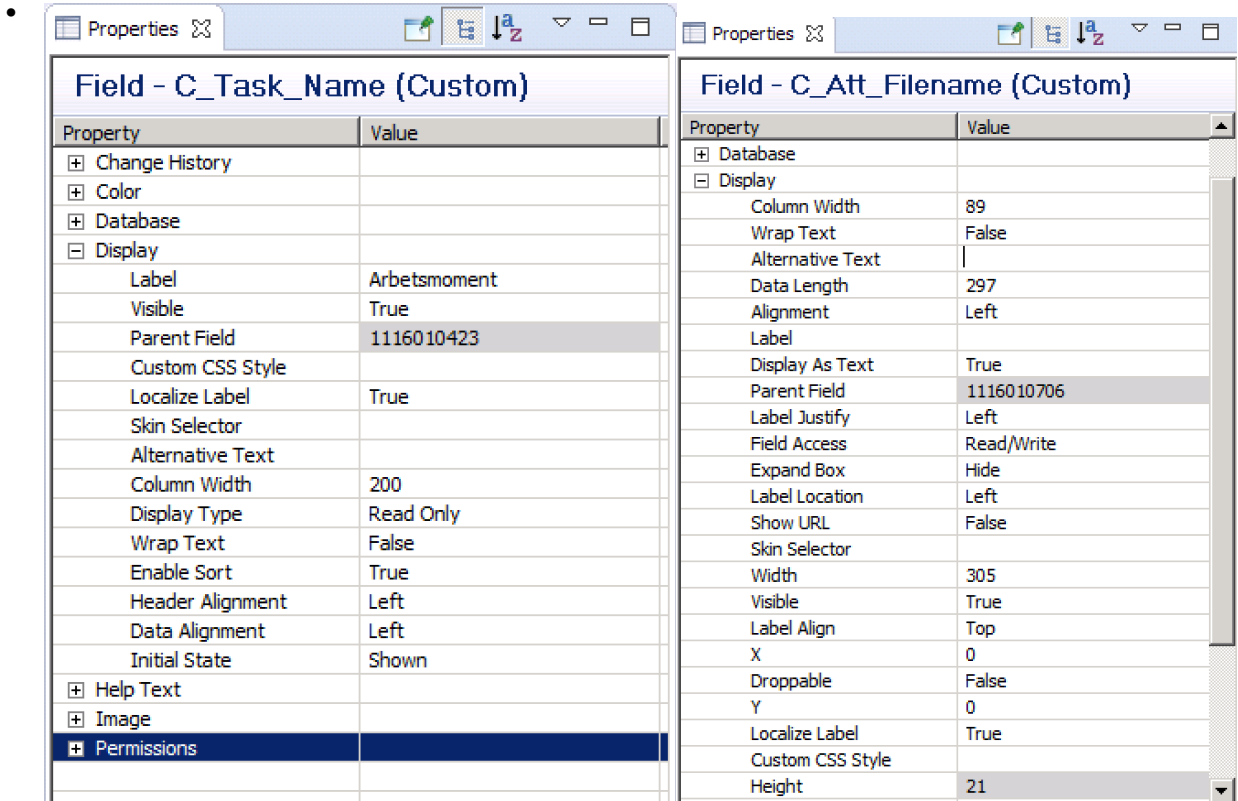 Properties
Field - C_Task_Name (Custom)
Property Value
Change History
Color
Database
Display
Label Arbetsmoment
Visible True
Parent Field 1116010423
Custom CSS Style
Localize Label True
Skin Selector
Alternative Text
Column Width 200
Display Type Read Only
Wrap Text False
Enable Sort True
Header Alignment Left
Data Alignment Left
Initial State Shown
Help Text
Image
Permissions
Properties
Field - C_Att_Filename (Custom)
Property Value
Database
Display
Column Width 89
Wrap Text False
Alternative Text
Data Length 297
Alignment Left
Label
Display As Text True
Parent Field 1116010706
Label Justify Left
Field Access Read/Write
Expand Box Hide
Label Location Left
Show URL False
Skin Selector
Width 305
Visible True
Label Align Top
X 0
Droppable False
Y 0
Localize Label True
Custom CSS Style
Height 21